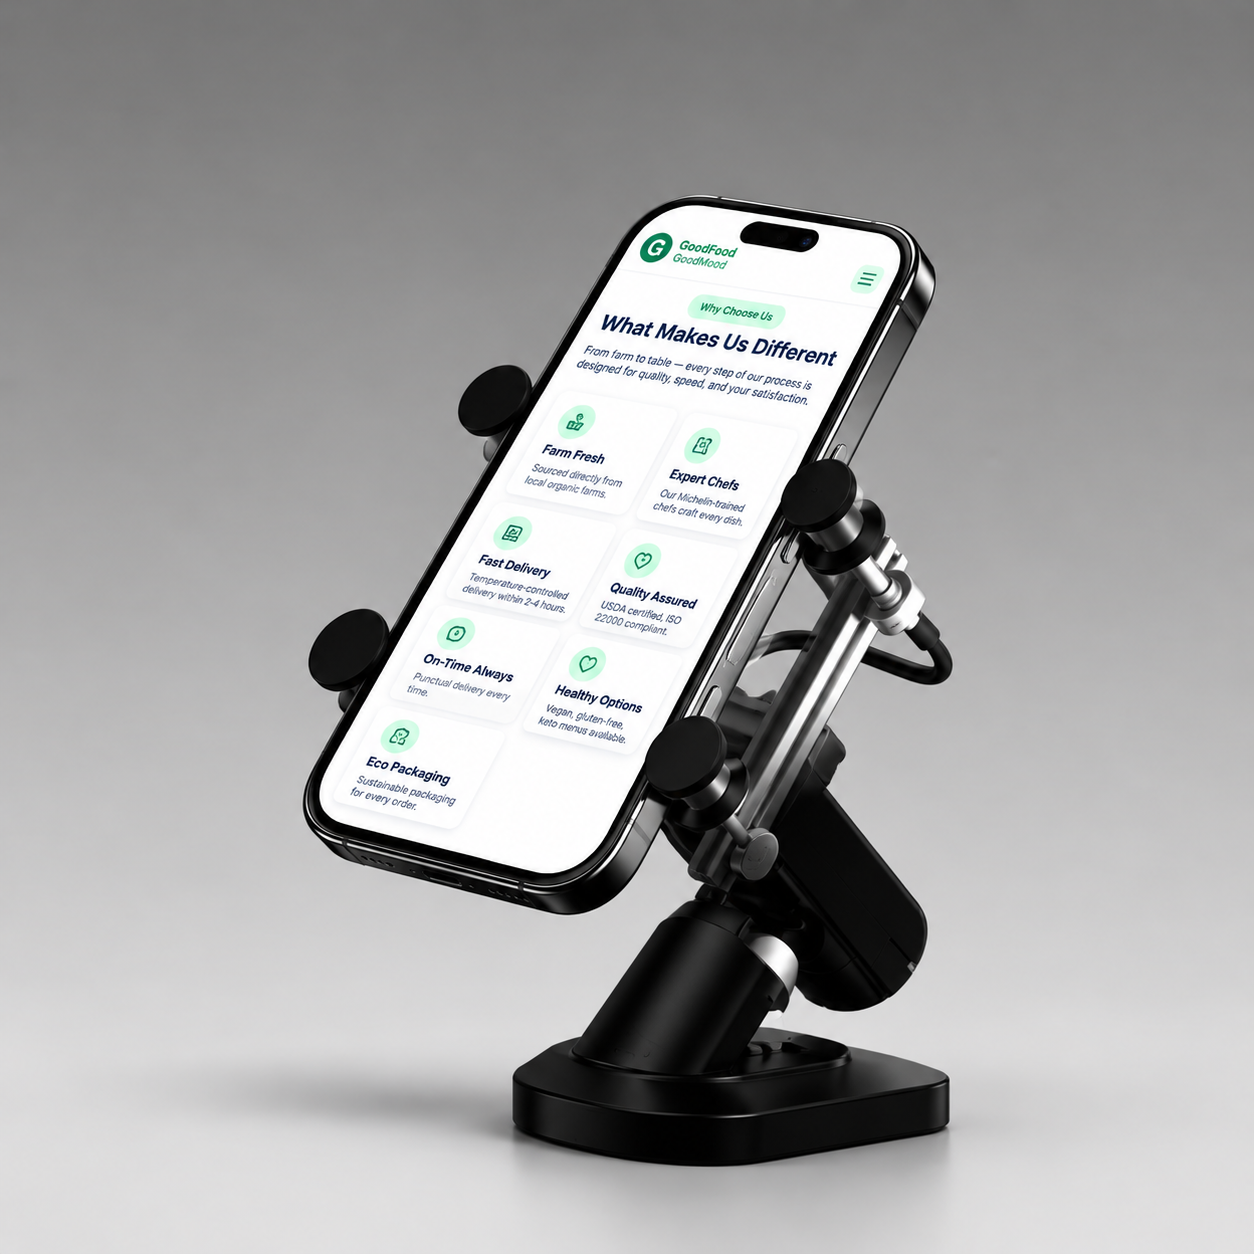 G
GoodFood
GoodMood
Why Choose Us
What Makes Us Different
From farm to table — every step of our process is
designed for quality, speed, and your satisfaction.
Farm Fresh
Sourced directly from
local organic farms.
Expert Chefs
Our Michelin-trained
chefs craft every dish.
Fast Delivery
Temperature-controlled
delivery within 2-4 hours.
Quality Assured
USDA certified, ISO
22000 compliant.
On-Time Always
Punctual delivery every
time.
Healthy Options
Vegan, gluten-free,
keto menus available.
Eco Packaging
Sustainable packaging
for every order.